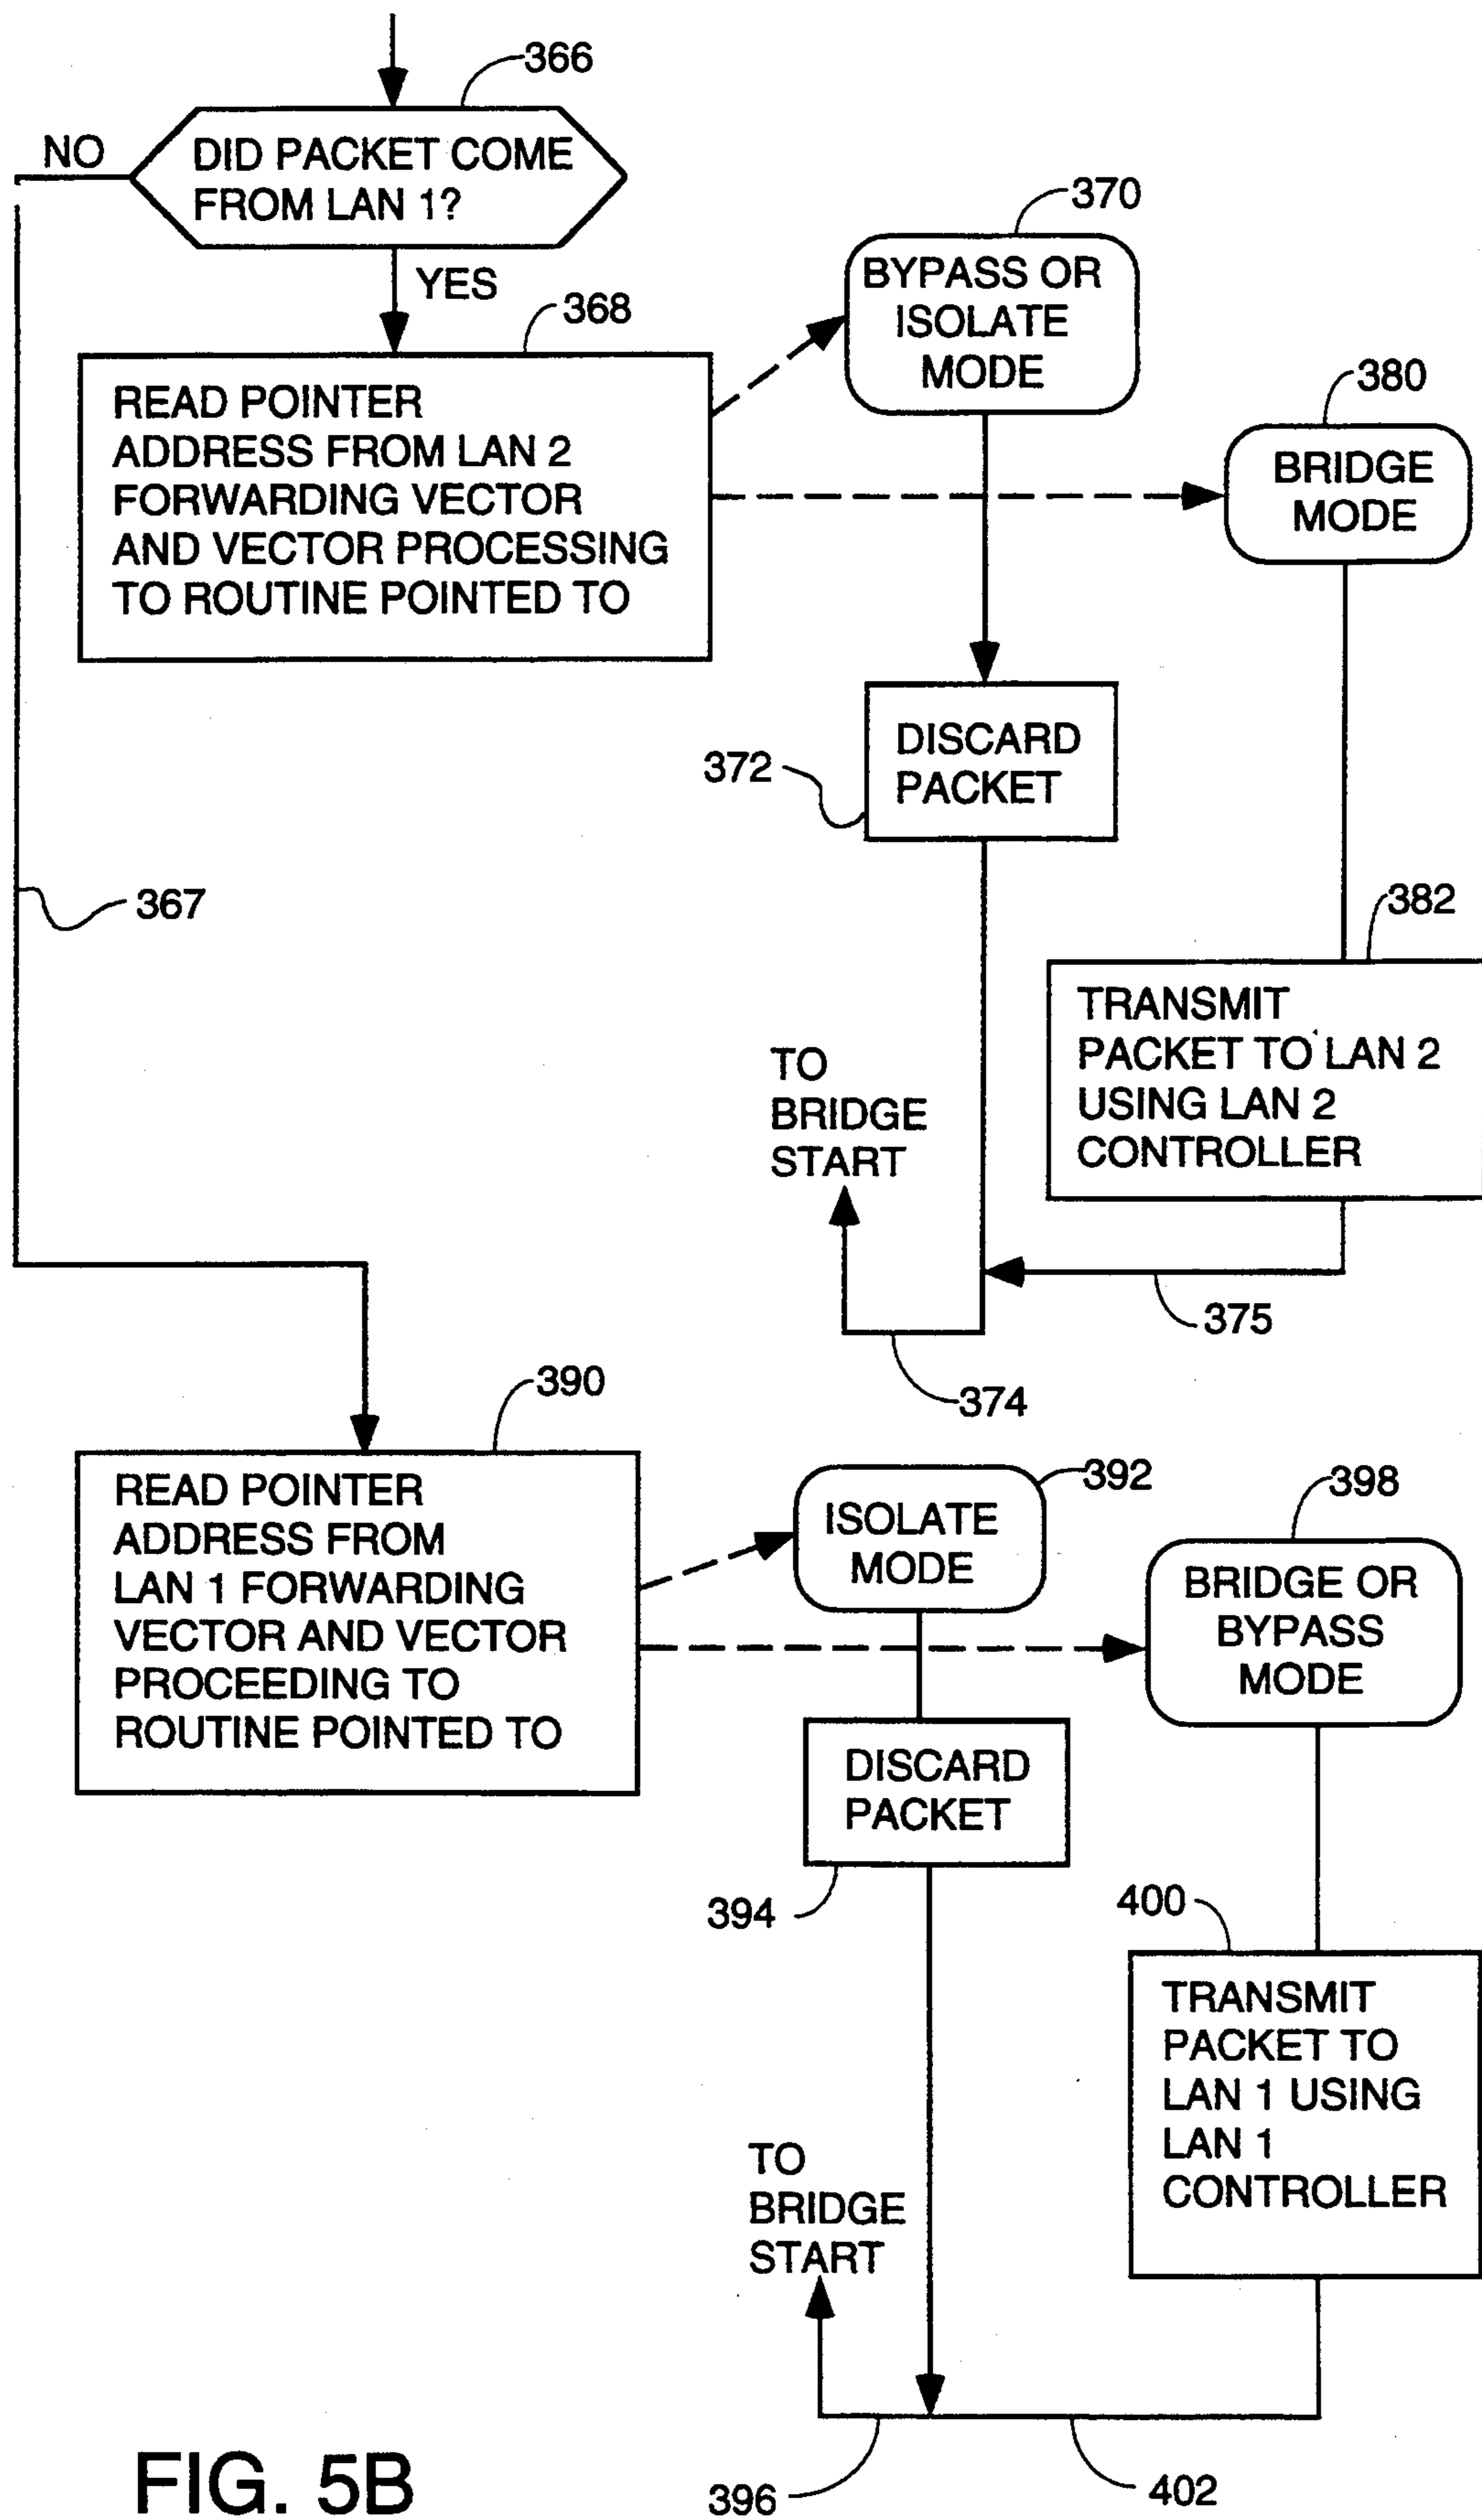 366
NO
DID PACKET COME
FROM LAN 1?
YES
368
READ POINTER
ADDRESS FROM LAN 2
FORWARDING VECTOR
AND VECTOR PROCESSING
TO ROUTINE POINTED TO
370
BYPASS OR
ISOLATE
MODE
380
BRIDGE
MODE
372
DISCARD
PACKET
367
382
TRANSMIT
PACKET TO LAN 2
USING LAN 2
CONTROLLER
TO
BRIDGE
START
375
374
390
READ POINTER
ADDRESS FROM
LAN 1 FORWARDING
VECTOR AND VECTOR
PROCEEDING TO
ROUTINE POINTED TO
392
ISOLATE
MODE
398
BRIDGE OR
BYPASS
MODE
DISCARD
PACKET
394
400
TRANSMIT
PACKET TO
LAN 1 USING
LAN 1
CONTROLLER
TO
BRIDGE
START
396
402
FIG. 5B